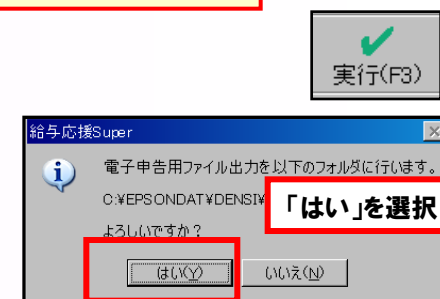 実行(F3)
給与応援Super
電子申告用ファイル出力を以下のフォルダに行います。
C:¥EPSONDAT¥DENSI¥
「はい」を選択
よろしいですか?
はい(Y)
いいえ(N)